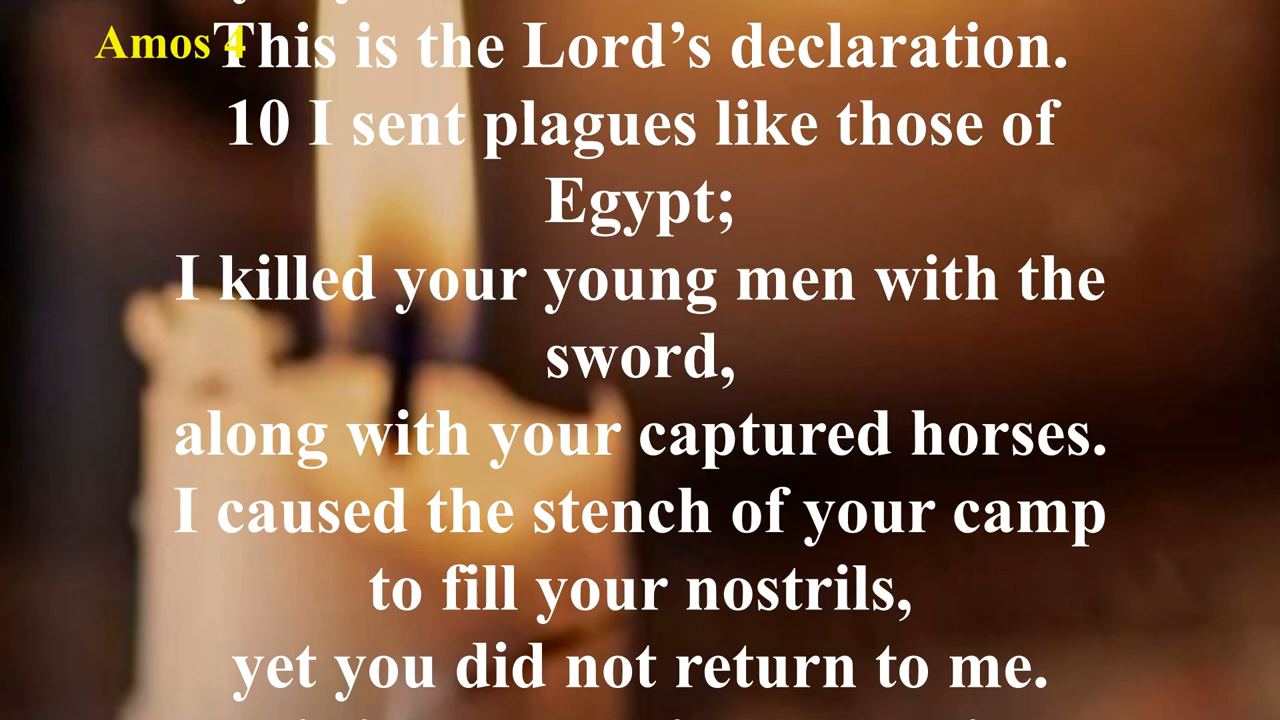 Amos 4
This is the Lord’s declaration.
10 I sent plagues like those of
Egypt;
I killed your young men with the
sword,
along with your captured horses.
I caused the stench of your camp
to fill your nostrils,
yet you did not return to me.